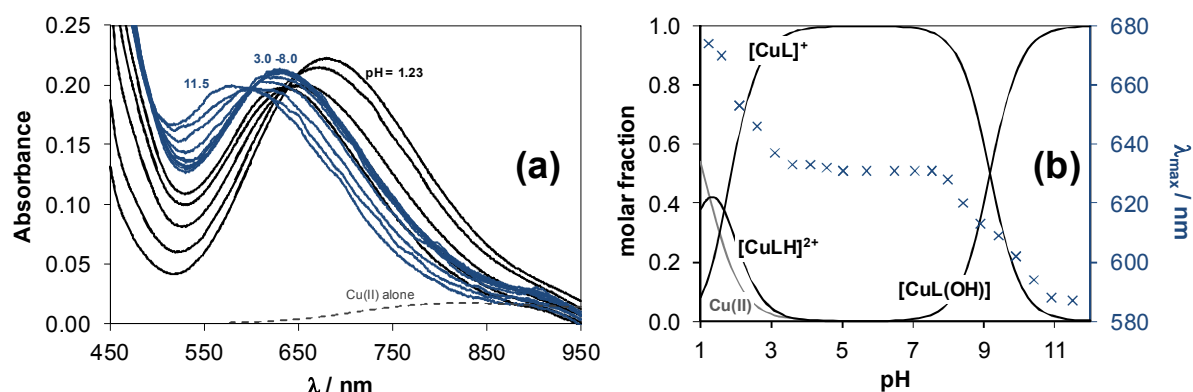 0.25
0.20
0.15
0.10
0.05
0.00
Absorbance
450
550
650
750
850
950
λ / nm
11.5
3.0 -8.0
pH = 1.23
(a)
Cu(II) alone
1.0
0.8
0.6
0.4
0.2
0.0
molar fraction
1
3
5
7
9
11
pH
[CuL]+
[CuLH]2+
Cu(II)
[CuL(OH)]
(b)
680
660
640
620
600
580
λmax / nm